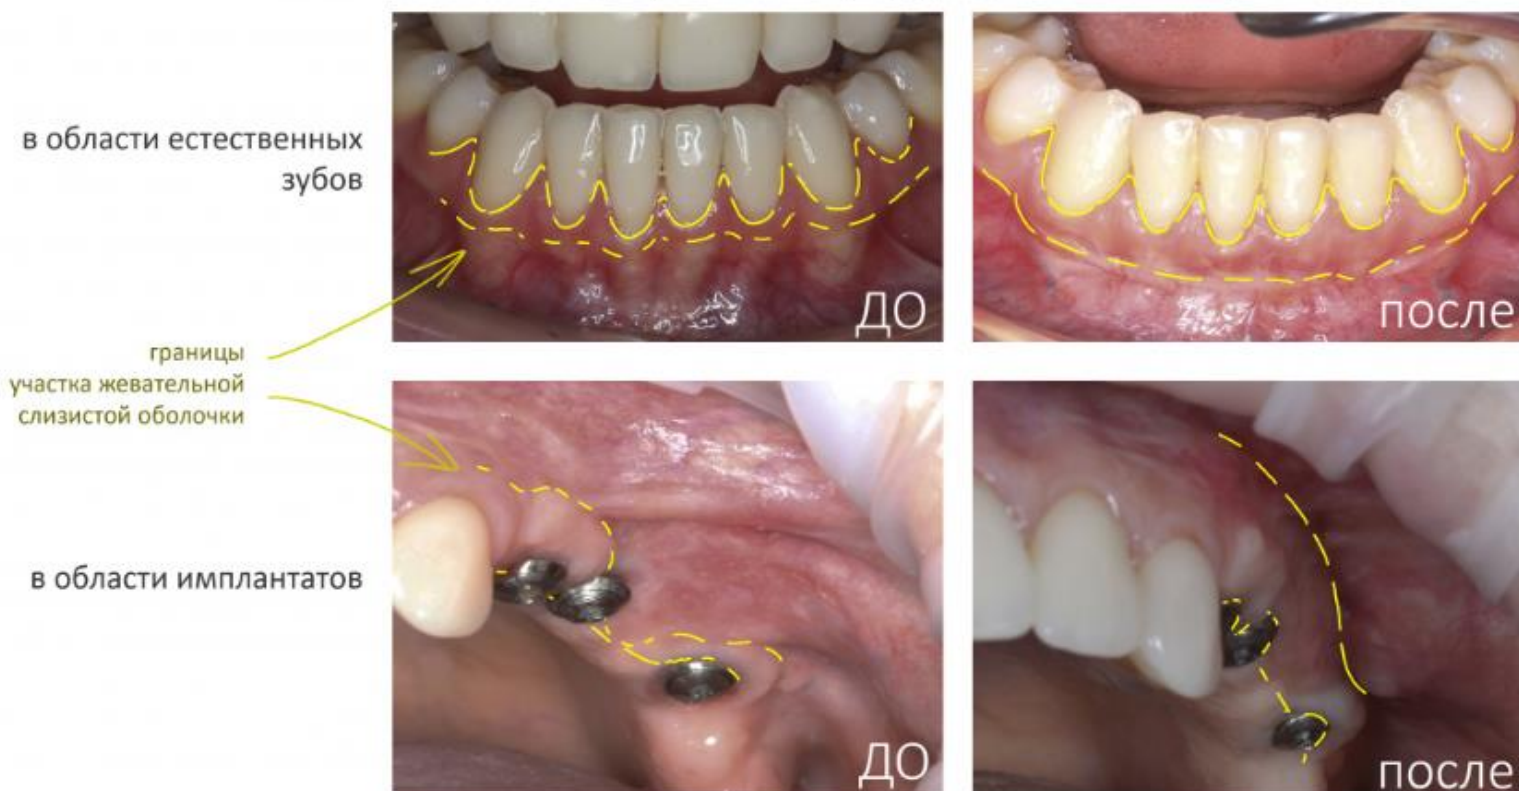 в области естественных
зубов
ДО
после
границы
участка жевательной
слизистой оболочки
в области имплантатов
ДО
после